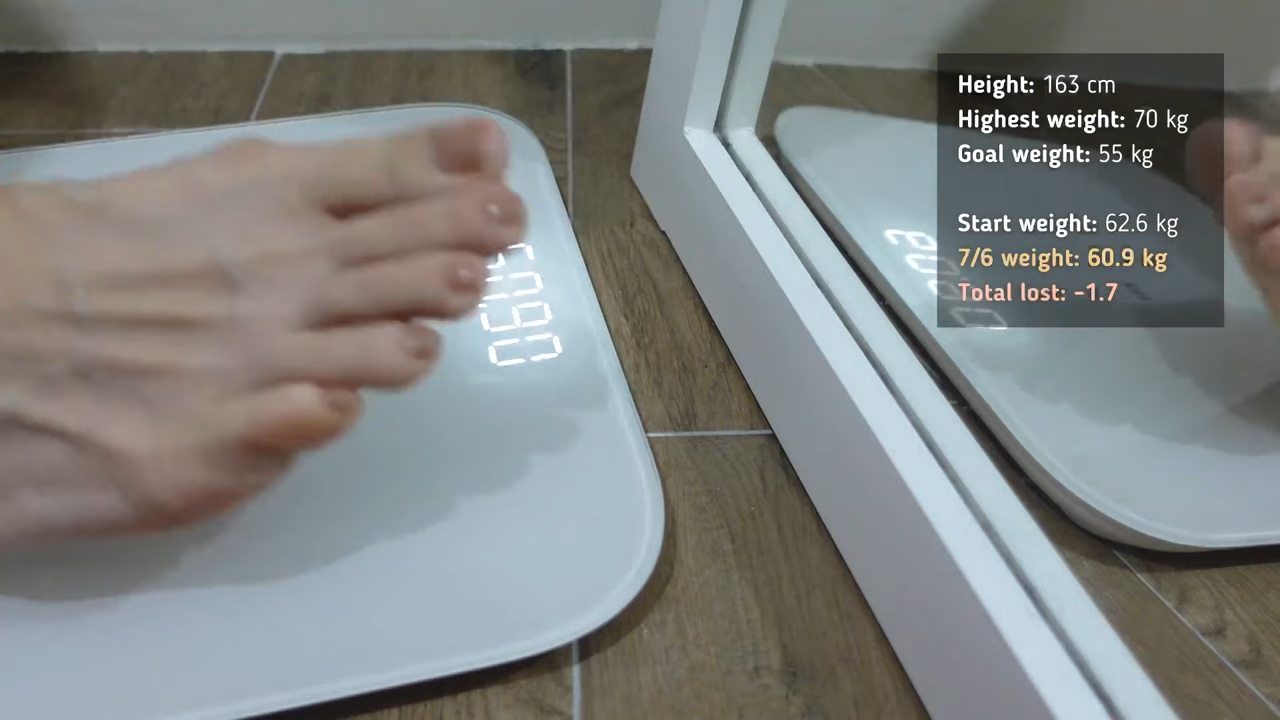 Height: 163 cm
Highest weight: 70 kg
Goal weight: 55 kg
Start weight: 62.6 kg
7/6 weight: 60.9 kg
Total lost: -1.7